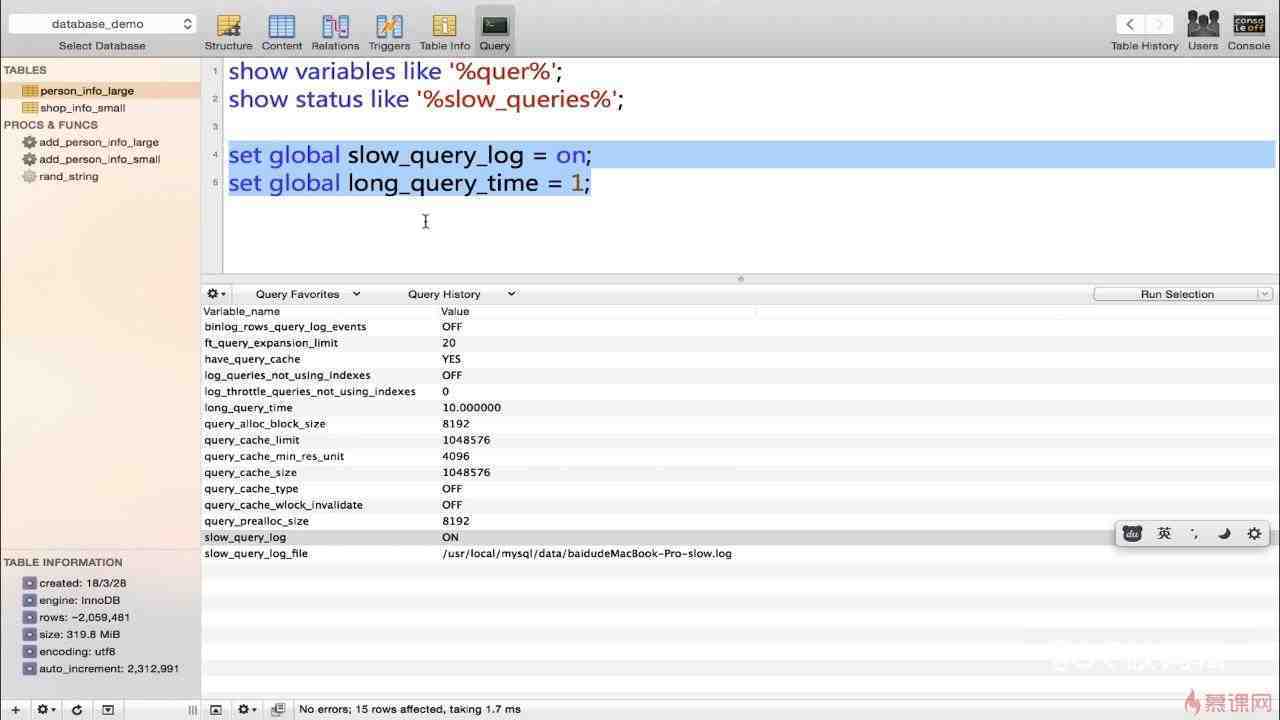 database_demo
Select Database
Structure
Content
Relations
Triggers
Table Info
Query
Table History
Users
conso
le off
Console
TABLES
person_info_large
shop_info_small
PROCS & FUNCS
add_person_info_large
add_person_info_small
rand_string
1 show variables like '%quer%';
2 show status like '%slow_queries%';
3
4 set global slow_query_log = on;
5 set global long_query_time = 1;
Query Favorites
Query History
Run Selection
Variable_name Value
binlog_rows_query_log_events OFF
ft_query_expansion_limit 20
have_query_cache YES
log_queries_not_using_indexes OFF
log_throttle_queries_not_using_indexes 0
long_query_time 10.000000
query_alloc_block_size 8192
query_cache_limit 1048576
query_cache_min_res_unit 4096
query_cache_size 1048576
query_cache_type OFF
query_cache_wlock_invalidate OFF
query_prealloc_size 8192
slow_query_log ON
slow_query_log_file /usr/local/mysql/data/baidudeMacBook-Pro-slow.log
du 英
TABLE INFORMATION
created: 18/3/28
engine: InnoDB
rows: ~2,059,481
size: 319.8 MiB
encoding: utf8
auto_increment: 2,312,991
No errors; 15 rows affected, taking 1.7 ms
慕课网